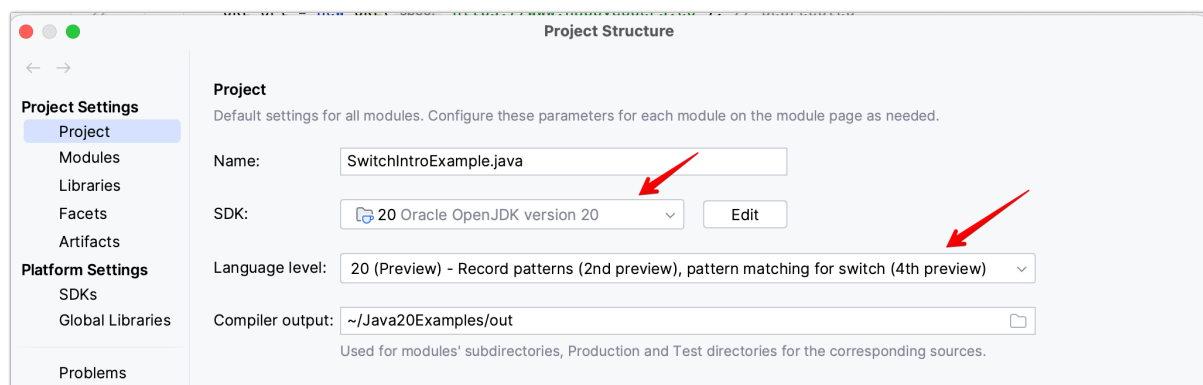 Project Structure
Project Settings
Project
Modules
Libraries
Facets
Artifacts
Platform Settings
SDKs
Global Libraries
Problems
Project
Default settings for all modules. Configure these parameters for each module on the module page as needed.
Name: SwitchIntroExample.java
SDK: 20 Oracle OpenJDK version 20 Edit
Language level: 20 (Preview) - Record patterns (2nd preview), pattern matching for switch (4th preview)
Compiler output: ~/Java20Examples/out
Used for modules' subdirectories, Production and Test directories for the corresponding sources.